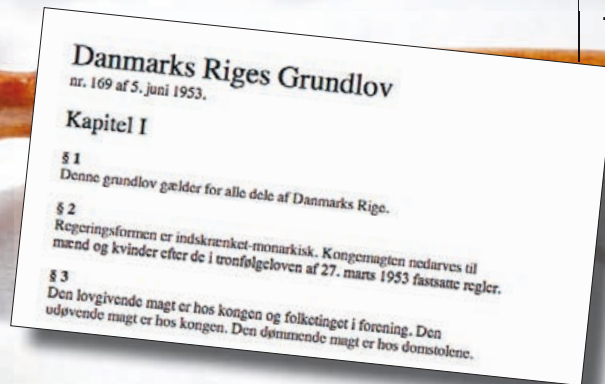 Danmarks Riges Grundlov
nr. 169 af 5. juni 1953.
Kapitel I
§ 1
Denne grundlov gælder for alle dele af Danmarks Rige.
§ 2
Regeringsformen er indskrænket-monarkisk. Kongemagten nedarves til
mænd og kvinder efter de i tronfølgeloven af 27. marts 1953 fastsatte regler.
§ 3
Den lovgivende magt er hos kongen og folketinget i forening. Den
udøvende magt er hos kongen. Den dømmende magt er hos domstolene.